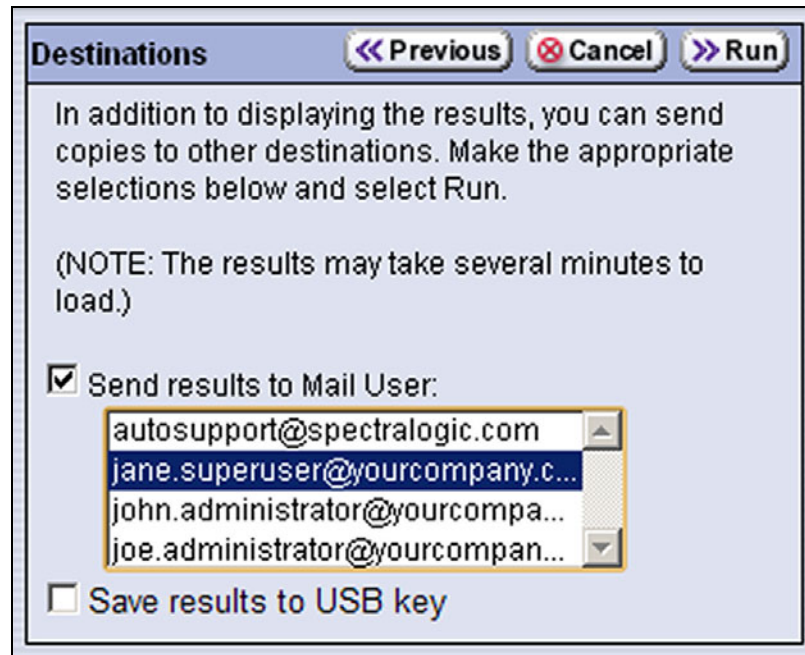 Destinations Previous Cancel Run
In addition to displaying the results, you can send
copies to other destinations. Make the appropriate
selections below and select Run.
(NOTE: The results may take several minutes to
load.)
Send results to Mail User:
autosupport@spectralogic.com
jane.superuser@yourcompany.c...
john.administrator@yourcompa...
joe.administrator@yourcompan...
Save results to USB key